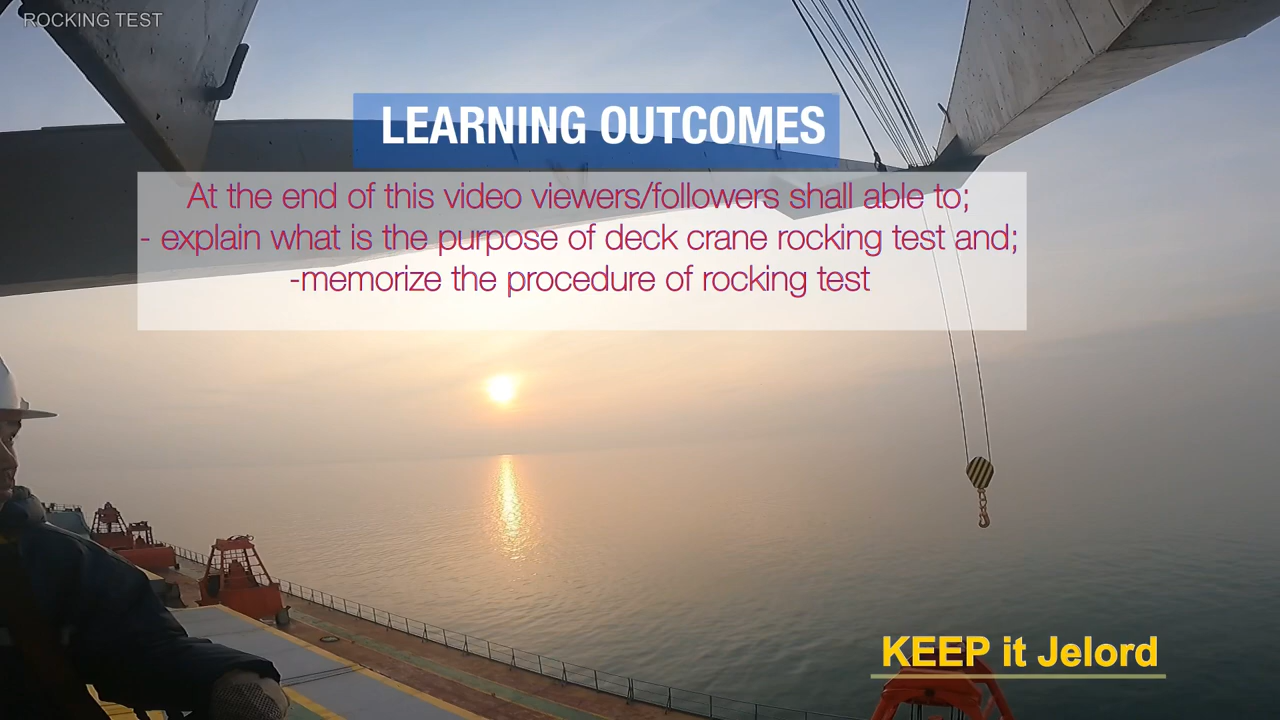 ROCKING TEST
LEARNING OUTCOMES
At the end of this video viewers/followers shall able to;
- explain what is the purpose of deck crane rocking test and;
-memorize the procedure of rocking test
KEEP it Jelord